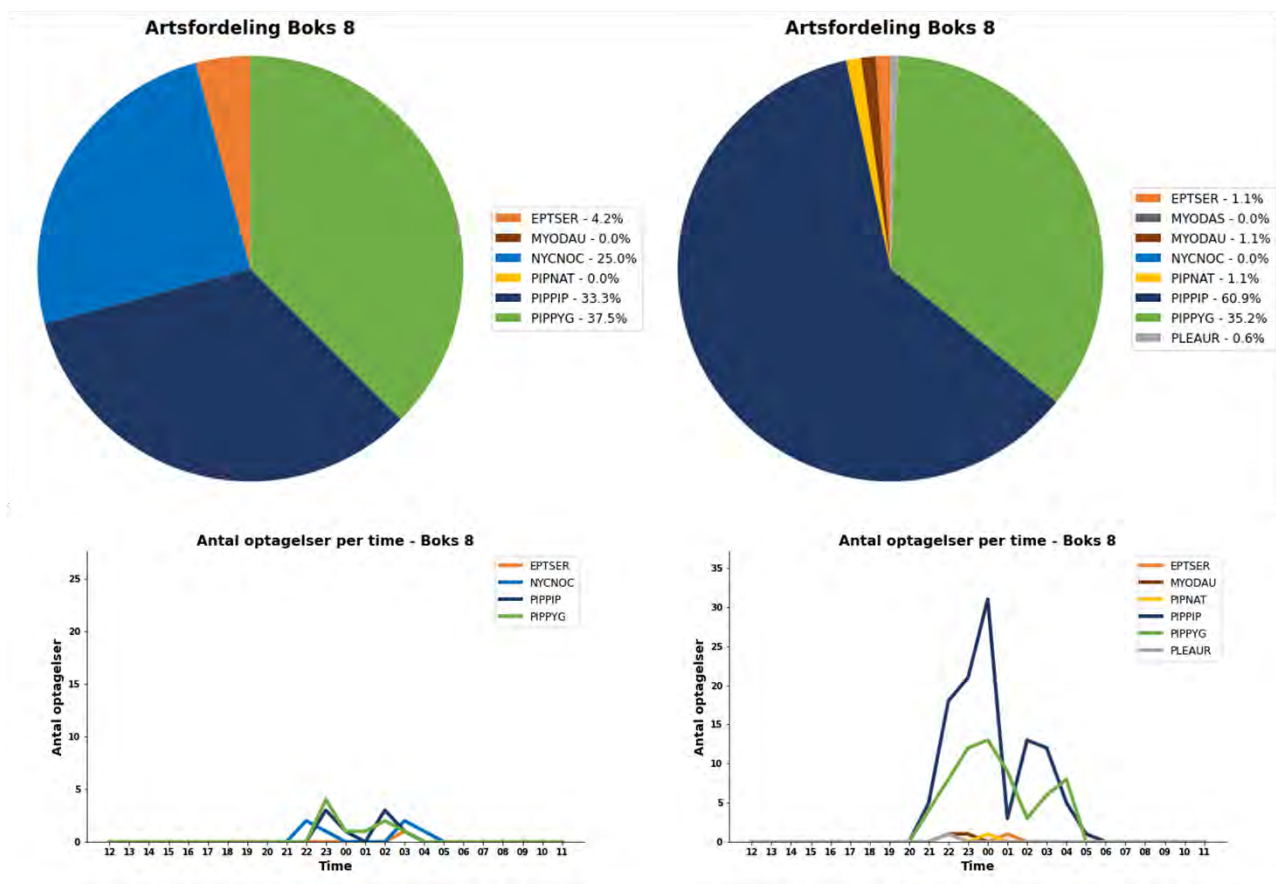 Artsfordeling Boks 8
EPTSER - 4.2%
MYODAU - 0.0%
NYCNOC - 25.0%
PIPNAT - 0.0%
PIPPIP - 33.3%
PIPPYG - 37.5%
Artsfordeling Boks 8
EPTSER - 1.1%
MYODAS - 0.0%
MYODAU - 1.1%
NYCNOC - 0.0%
PIPNAT - 1.1%
PIPPIP - 60.9%
PIPPYG - 35.2%
PLEAUR - 0.6%
Antal optagelser per time - Boks 8
EPTSER
NYCNOC
PIPPIP
PIPPYG
Antal optagelser
25
20
15
10
5
0
12 13 14 15 16 17 18 19 20 21 22 23 00 01 02 03 04 05 06 07 08 09 10 11
Time
Antal optagelser per time - Boks 8
EPTSER
MYODAU
PIPNAT
PIPPIP
PIPPYG
PLEAUR
Antal optagelser
35
30
25
20
15
10
5
0
12 13 14 15 16 17 18 19 20 21 22 23 00 01 02 03 04 05 06 07 08 09 10 11
Time